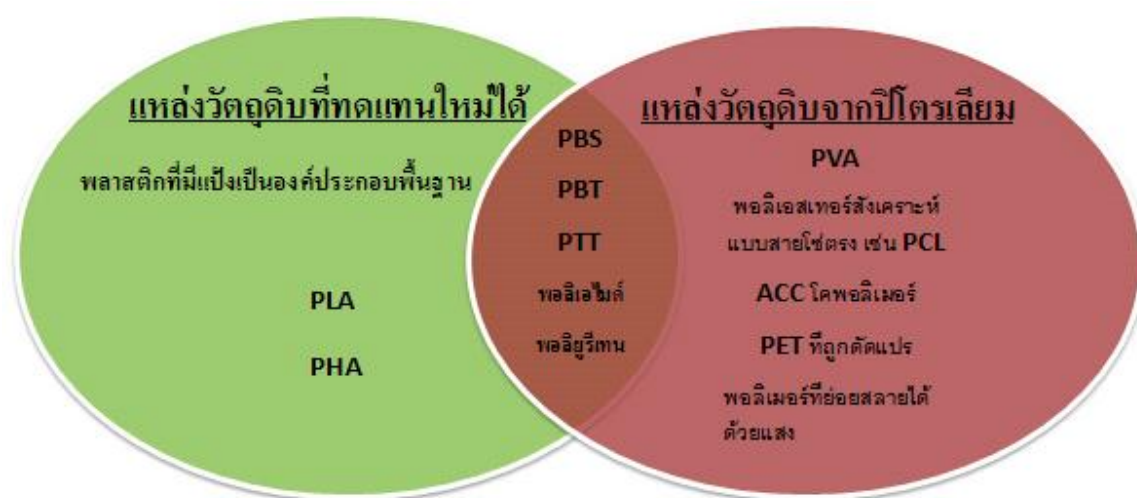 แหล่งวัตถุดิบที่ทดแทนใหม่ได้
พลาสติกที่มีแป้งเป็นองค์ประกอบพื้นฐาน
PLA
PHA
PBS
PBT
PTT
พอลิเอไมด์
พอลิยูรีเทน
แหล่งวัตถุดิบจากปิโตรเลียม
PVA
พอลิเอสเทอร์สังเคราะห์
แบบสายโซ่ตรง เช่น PCL
ACC โคพอลิเมอร์
PET ที่ถูกดัดแปร
พอลิเมอร์ที่ย่อยสลายได้
ด้วยแสง